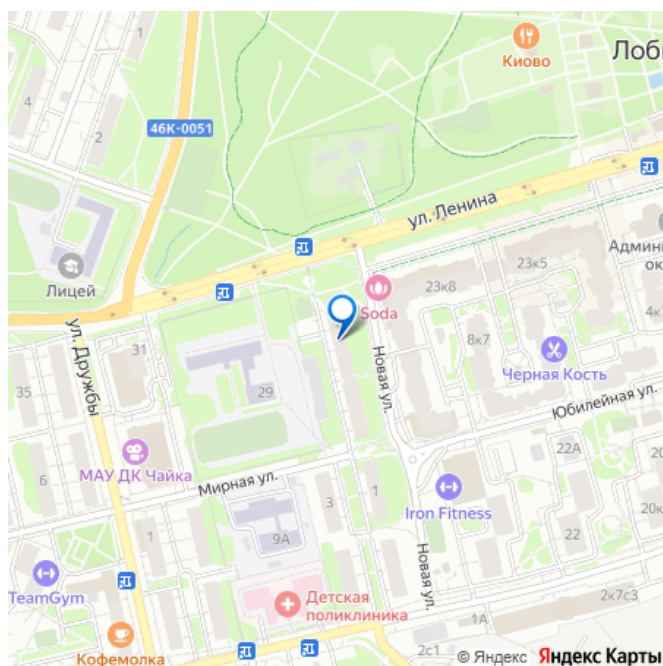 Киово
Лоб
4
2
46К-0051
ул. Ленина
Лицей
Админ
ок
23к5
23к8
Soda
4к
8к7
Черная Кость
ул. Дружбы
31
35
29
Новая ул.
Юбилейная ул.
МАУ ДК Чайка
6
Мирная ул.
22А
20
1
3
1
Iron Fitness
20к
22
9А
Новая ул.
TeamGym
Детская
поликлиника
2к7с3
1А
2с1
Кофемолка
© Яндекс Яндекс Карты